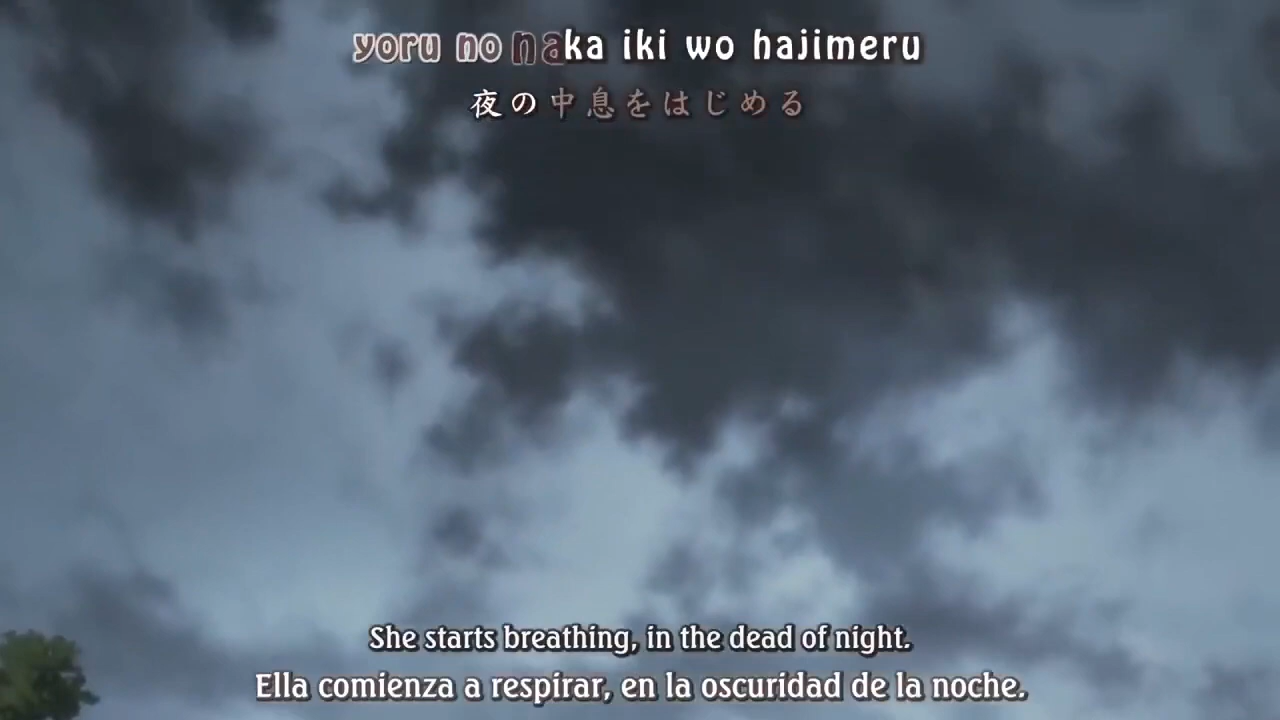 yoru no naka iki wo hajimeru
夜の中息をはじめる
She starts breathing, in the dead of night.
Ella comienza a respirar, en la oscuridad de la noche.